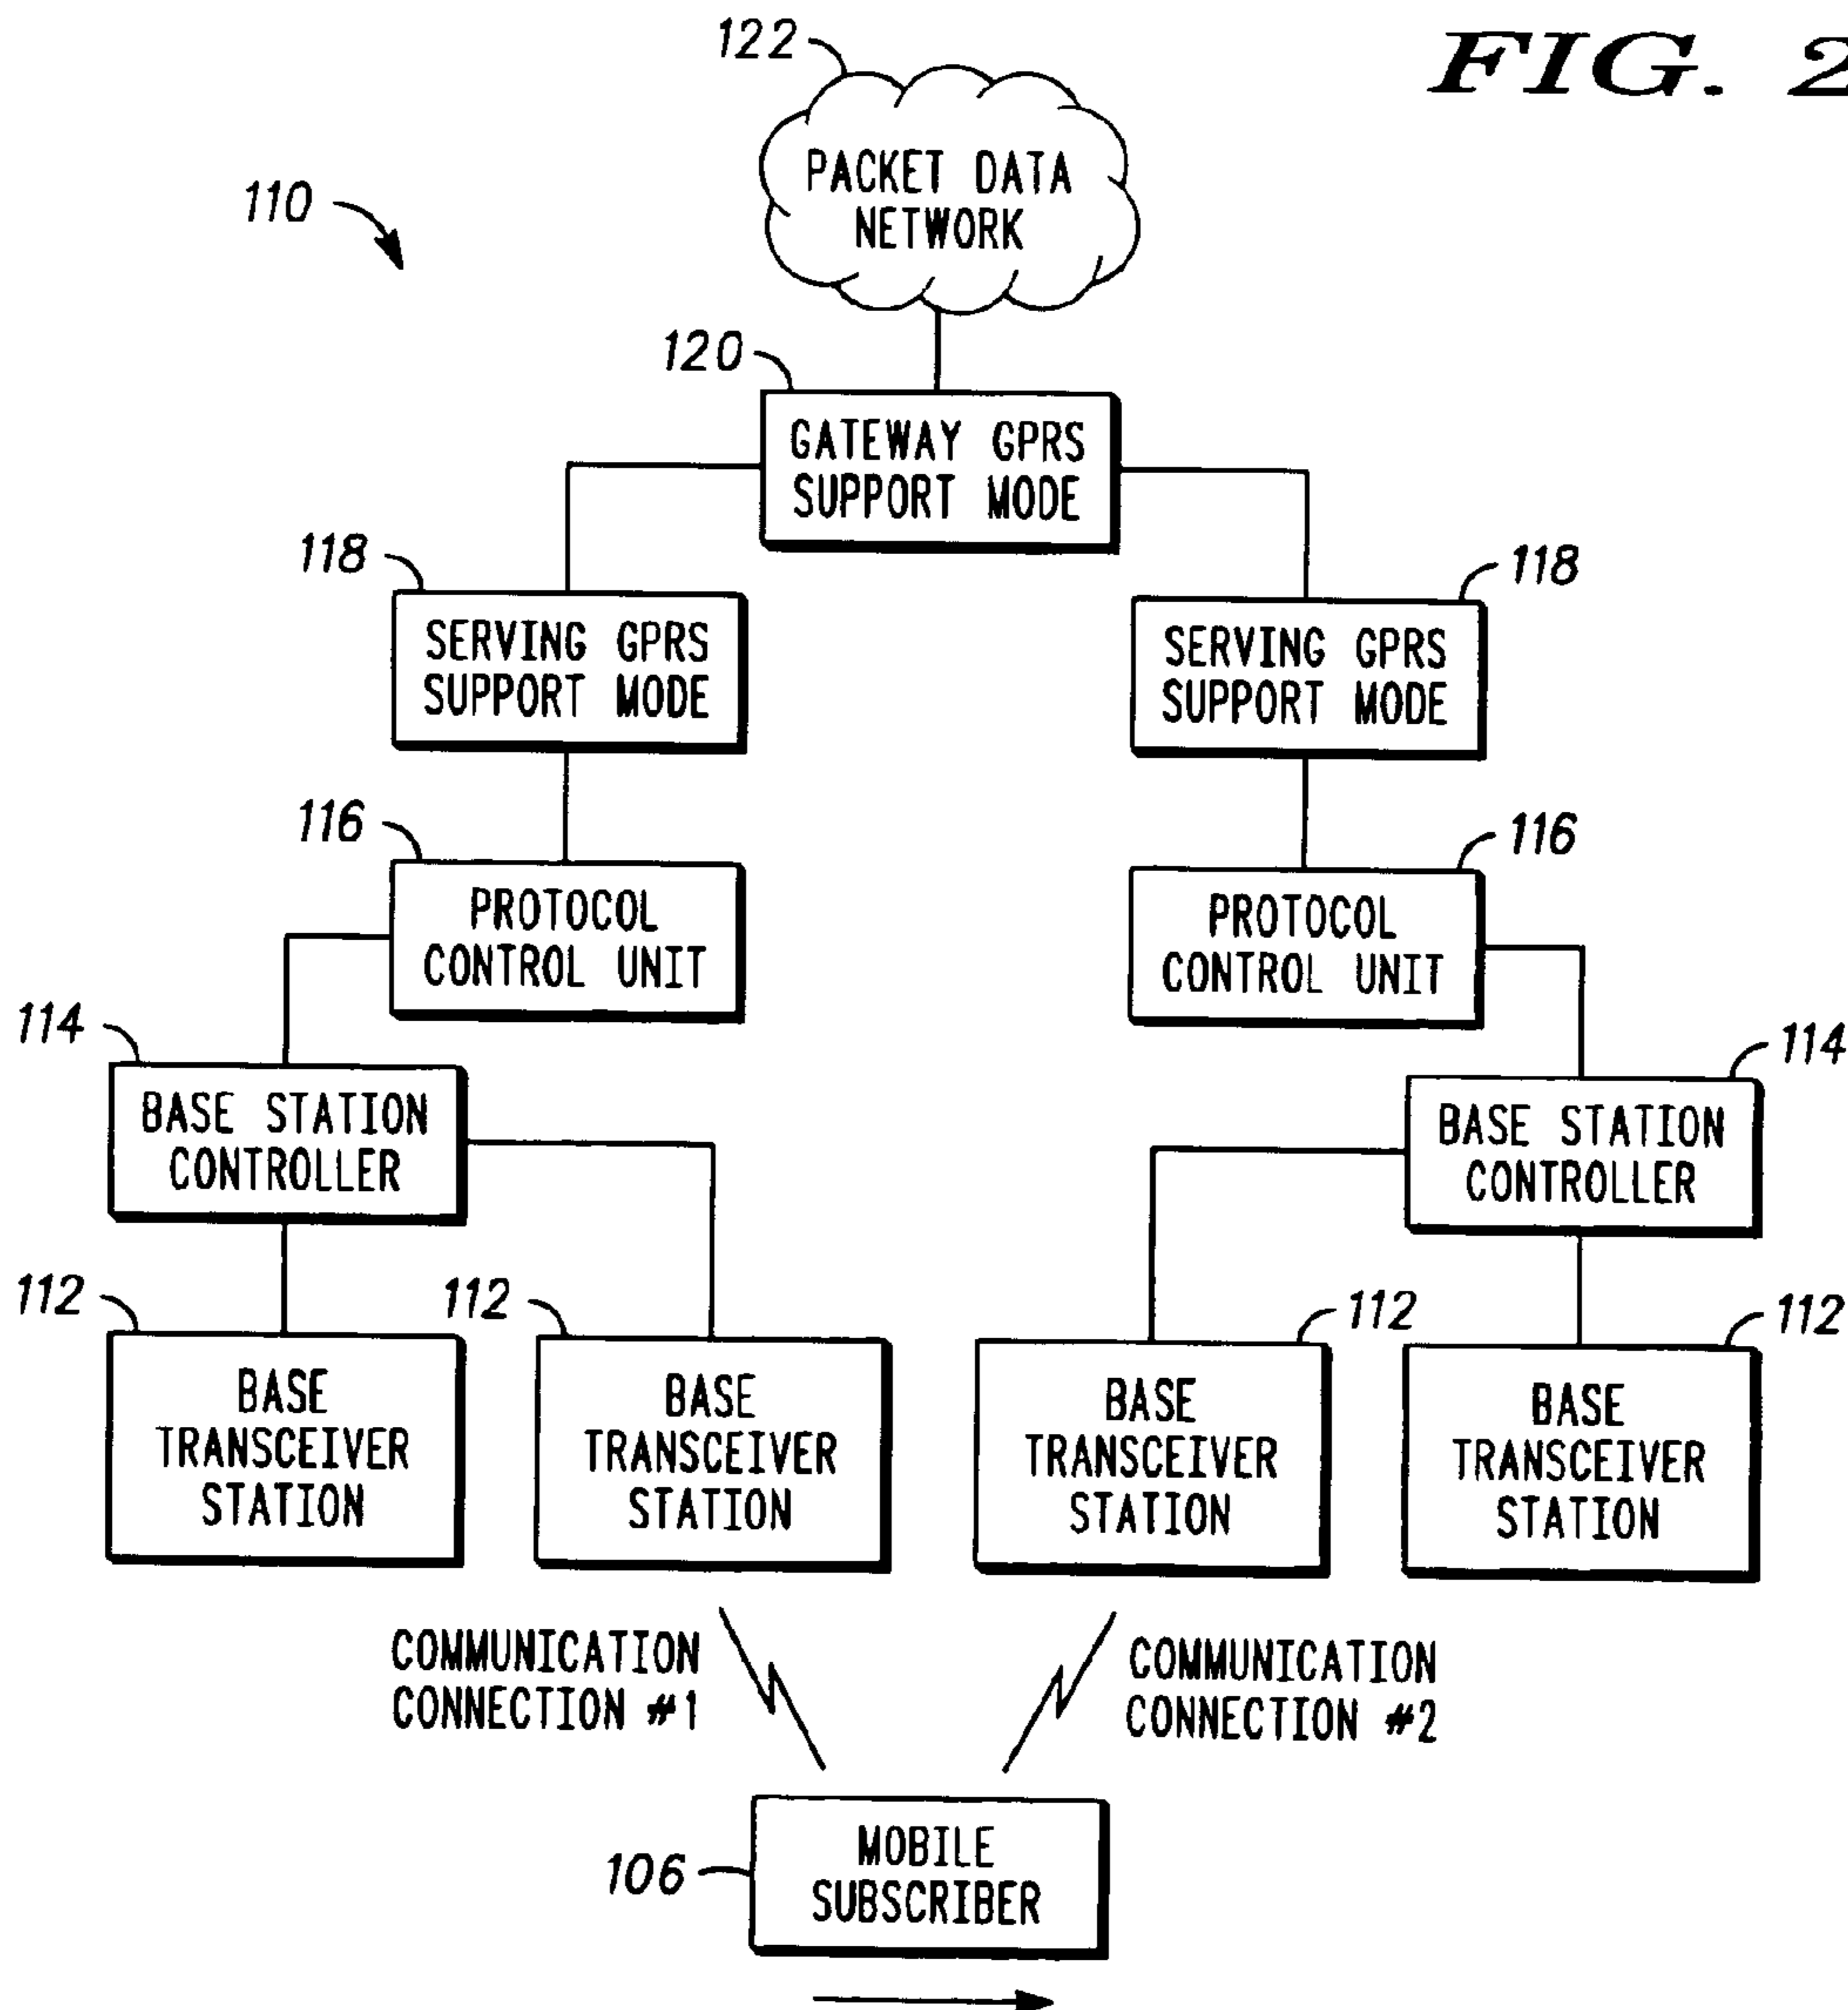 FIG. 2
122
PACKET DATA
NETWORK
110
120
GATEWAY GPRS
SUPPORT MODE
118
SERVING GPRS
SUPPORT MODE
118
SERVING GPRS
SUPPORT MODE
116
PROTOCOL
CONTROL UNIT
116
PROTOCOL
CONTROL UNIT
114
BASE STATION
CONTROLLER
114
BASE STATION
CONTROLLER
112
BASE
TRANSCEIVER
STATION
112
BASE
TRANSCEIVER
STATION
112
BASE
TRANSCEIVER
STATION
112
BASE
TRANSCEIVER
STATION
COMMUNICATION
CONNECTION #1
COMMUNICATION
CONNECTION #2
106
MOBILE
SUBSCRIBER